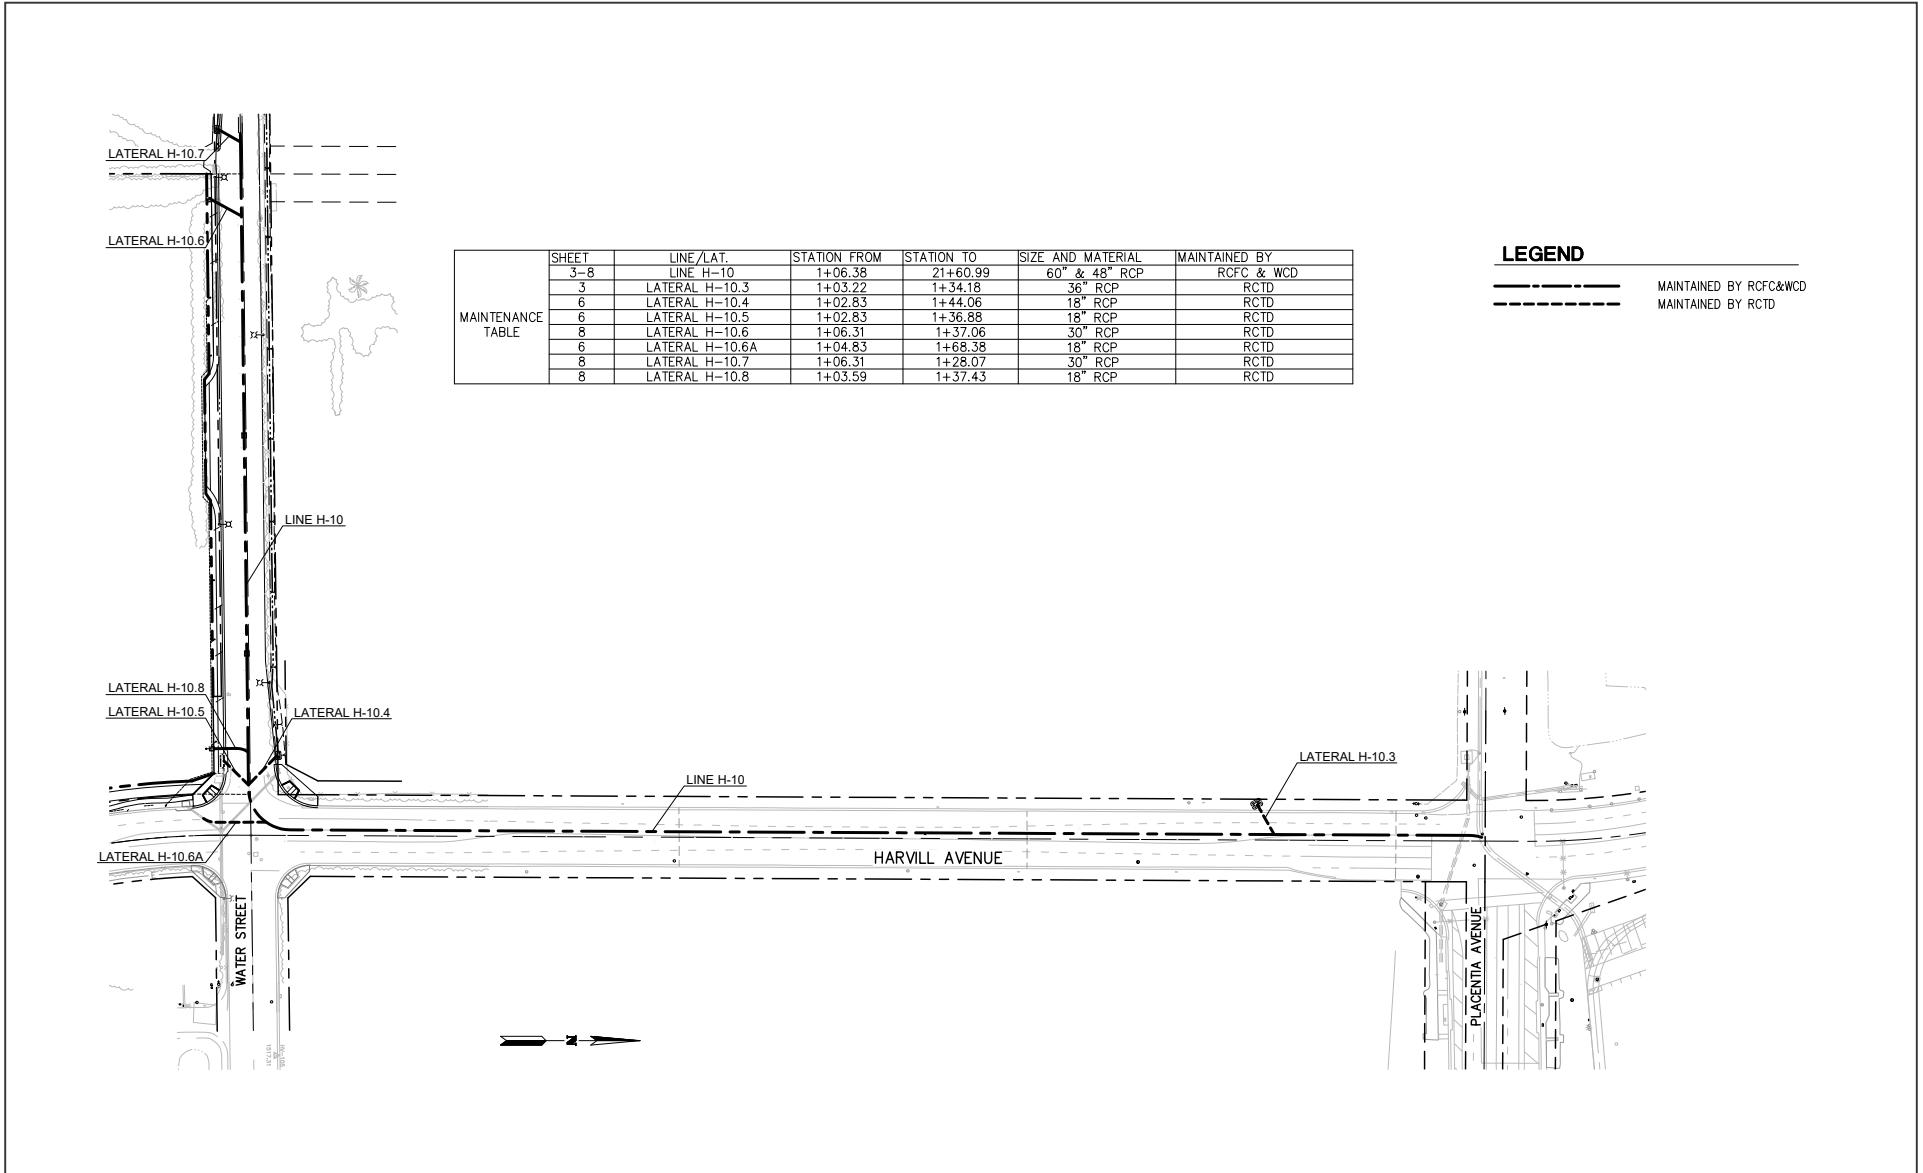 LATERAL H-10.7
LATERAL H-10.6
MAINTENANCE TABLE
SHEET LINE/LAT. STATION FROM STATION TO SIZE AND MATERIAL MAINTAINED BY
3-8 LINE H-10 1+06.38 21+60.99 60" & 48" RCP RCFC & WCD
3 LATERAL H-10.3 1+03.22 1+34.18 36" RCP RCTD
6 LATERAL H-10.4 1+02.83 1+44.06 18" RCP RCTD
6 LATERAL H-10.5 1+02.83 1+36.88 18" RCP RCTD
8 LATERAL H-10.6 1+06.31 1+37.06 30" RCP RCTD
6 LATERAL H-10.6A 1+04.83 1+68.38 18" RCP RCTD
8 LATERAL H-10.7 1+06.31 1+28.07 30" RCP RCTD
8 LATERAL H-10.8 1+03.59 1+37.43 18" RCP RCTD
LEGEND
MAINTAINED BY RCFC&WCD
MAINTAINED BY RCTD
LINE H-10
LATERAL H-10.8
LATERAL H-10.5
LATERAL H-10.4
LATERAL H-10.3
LINE H-10
LATERAL H-10.6A
HARVILL AVENUE
WATER STREET
PLACENTIA AVENUE
N